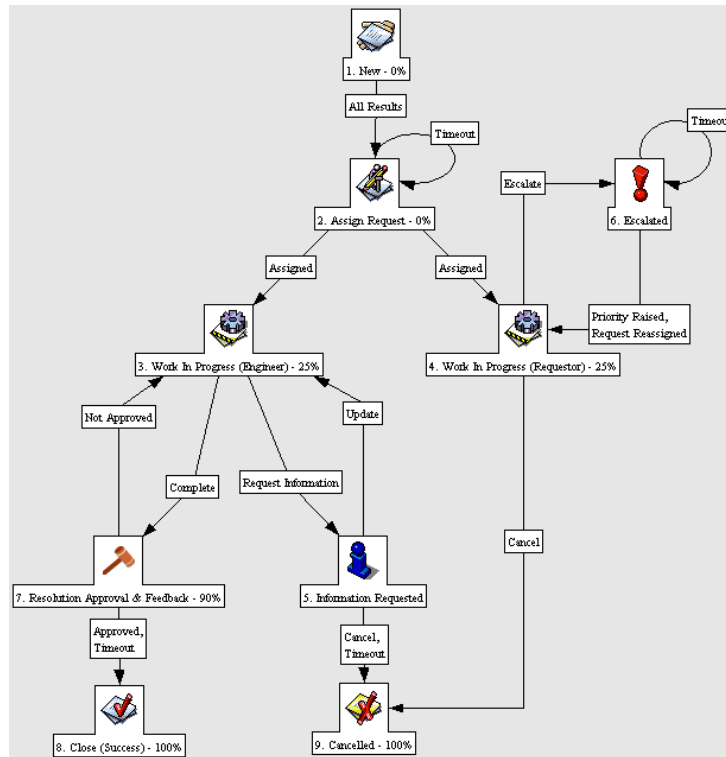 1. New - 0%
All Results
Timeout
Timeout
2. Assign Request - 0%
Escalate
6. Escalated
Assigned
Assigned
Priority Raised,
Request Reassigned
3. Work In Progress (Engineer) - 25%
4. Work In Progress (Requestor) - 25%
Not Approved
Update
Complete
Request Information
Cancel
7. Resolution Approval & Feedback - 90%
5. Information Requested
Approved,
Timeout
Cancel,
Timeout
8. Close (Success) - 100%
9. Cancelled - 100%